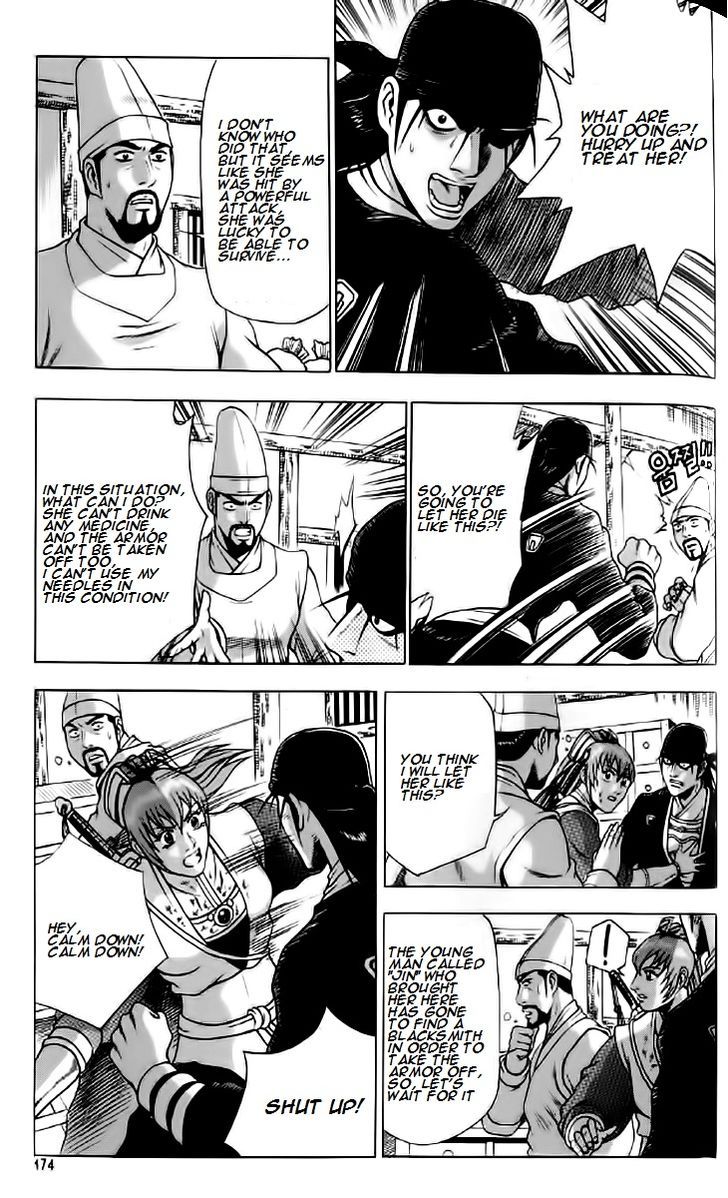 I DON'T
KNOW WHO
DID THAT,
BUT IT SEEMS
LIKE SHE
WAS HIT BY
A POWERFUL
ATTACK,
SHE WAS
LUCKY TO
BE ABLE TO
SURVIVE...
WHAT ARE
YOU DOING?!
HURRY UP AND
TREAT HER!
IN THIS SITUATION,
WHAT CAN I DO?
SHE CAN'T DRINK
ANY MEDICINE,
AND THE ARMOR
CAN'T BE TAKEN
OFF TOO,
I CAN'T USE MY
NEEDLES IN
THIS CONDITION!
SO, YOU'RE
GOING TO
LET HER DIE
LIKE THIS?!
움찔!!
HEY,
CALM DOWN!
CALM DOWN!
SHUT UP!
YOU THINK
I WILL LET
HER LIKE
THIS?
THE YOUNG
MAN CALLED
"JIN" WHO
BROUGHT
HER HERE
HAS GONE
TO FIND A
BLACKSMITH
IN ORDER TO
TAKE THE
ARMOR OFF,
SO, LET'S
WAIT FOR IT
!
174